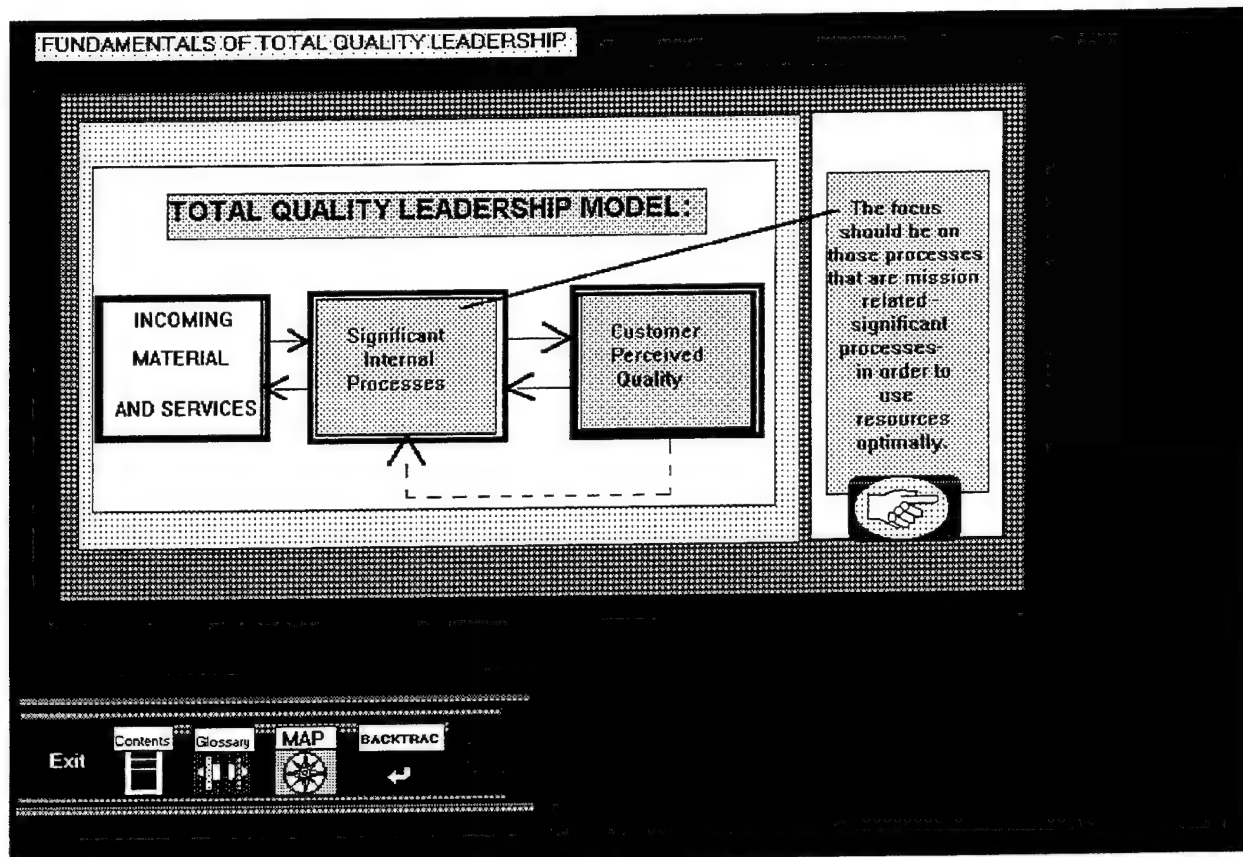 FUNDAMENTALS OF TOTAL QUALITY LEADERSHIP
TOTAL QUALITY LEADERSHIP MODEL:
INCOMING
MATERIAL
AND SERVICES
Significant
Internal
Processes
Customer
Perceived
Quality
The focus
should be on
those processes
that are mission
related
significant
processes-
in order to
use
resources
optimally.
Exit
Contents
Glossary
MAP
BACKTRAC